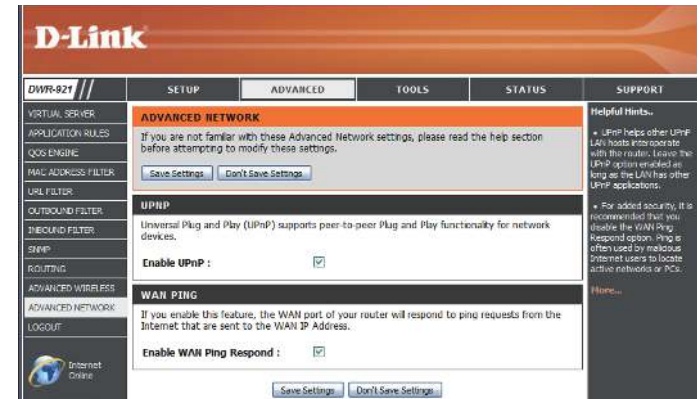 D-Link
DWR-921
SETUP
ADVANCED
TOOLS
STATUS
SUPPORT
VIRTUAL SERVER
APPLICATION RULES
QOS ENGINE
MAC ADDRESS FILTER
URL FILTER
OUTBOUND FILTER
INBOUND FILTER
SNMP
ROUTING
ADVANCED WIRELESS
ADVANCED NETWORK
LOGOUT
Internet
Online
ADVANCED NETWORK
If you are not familar with these Advanced Network settings, please read the help section
before attempting to modify these settings.
Save Settings
Don't Save Settings
UPNP
Universal Plug and Play (UPnP) supports peer-to-peer Plug and Play functionality for network
devices.
Enable UPnP :
WAN PING
If you enable this feature, the WAN port of your router will respond to ping requests from the
Internet that are sent to the WAN IP Address.
Enable WAN Ping Respond :
Save Settings
Don't Save Settings
Helpful Hints..
• UPnP helps other UPnP
LAN hosts interoperate
with the router. Leave the
UPnP option enabled as
long as the LAN has other
UPnP applications.
• For added security, it is
recommended that you
disable the WAN Ping
Respond option. Ping is
often used by malicious
Internet users to locate
active networks or PCs.
More...